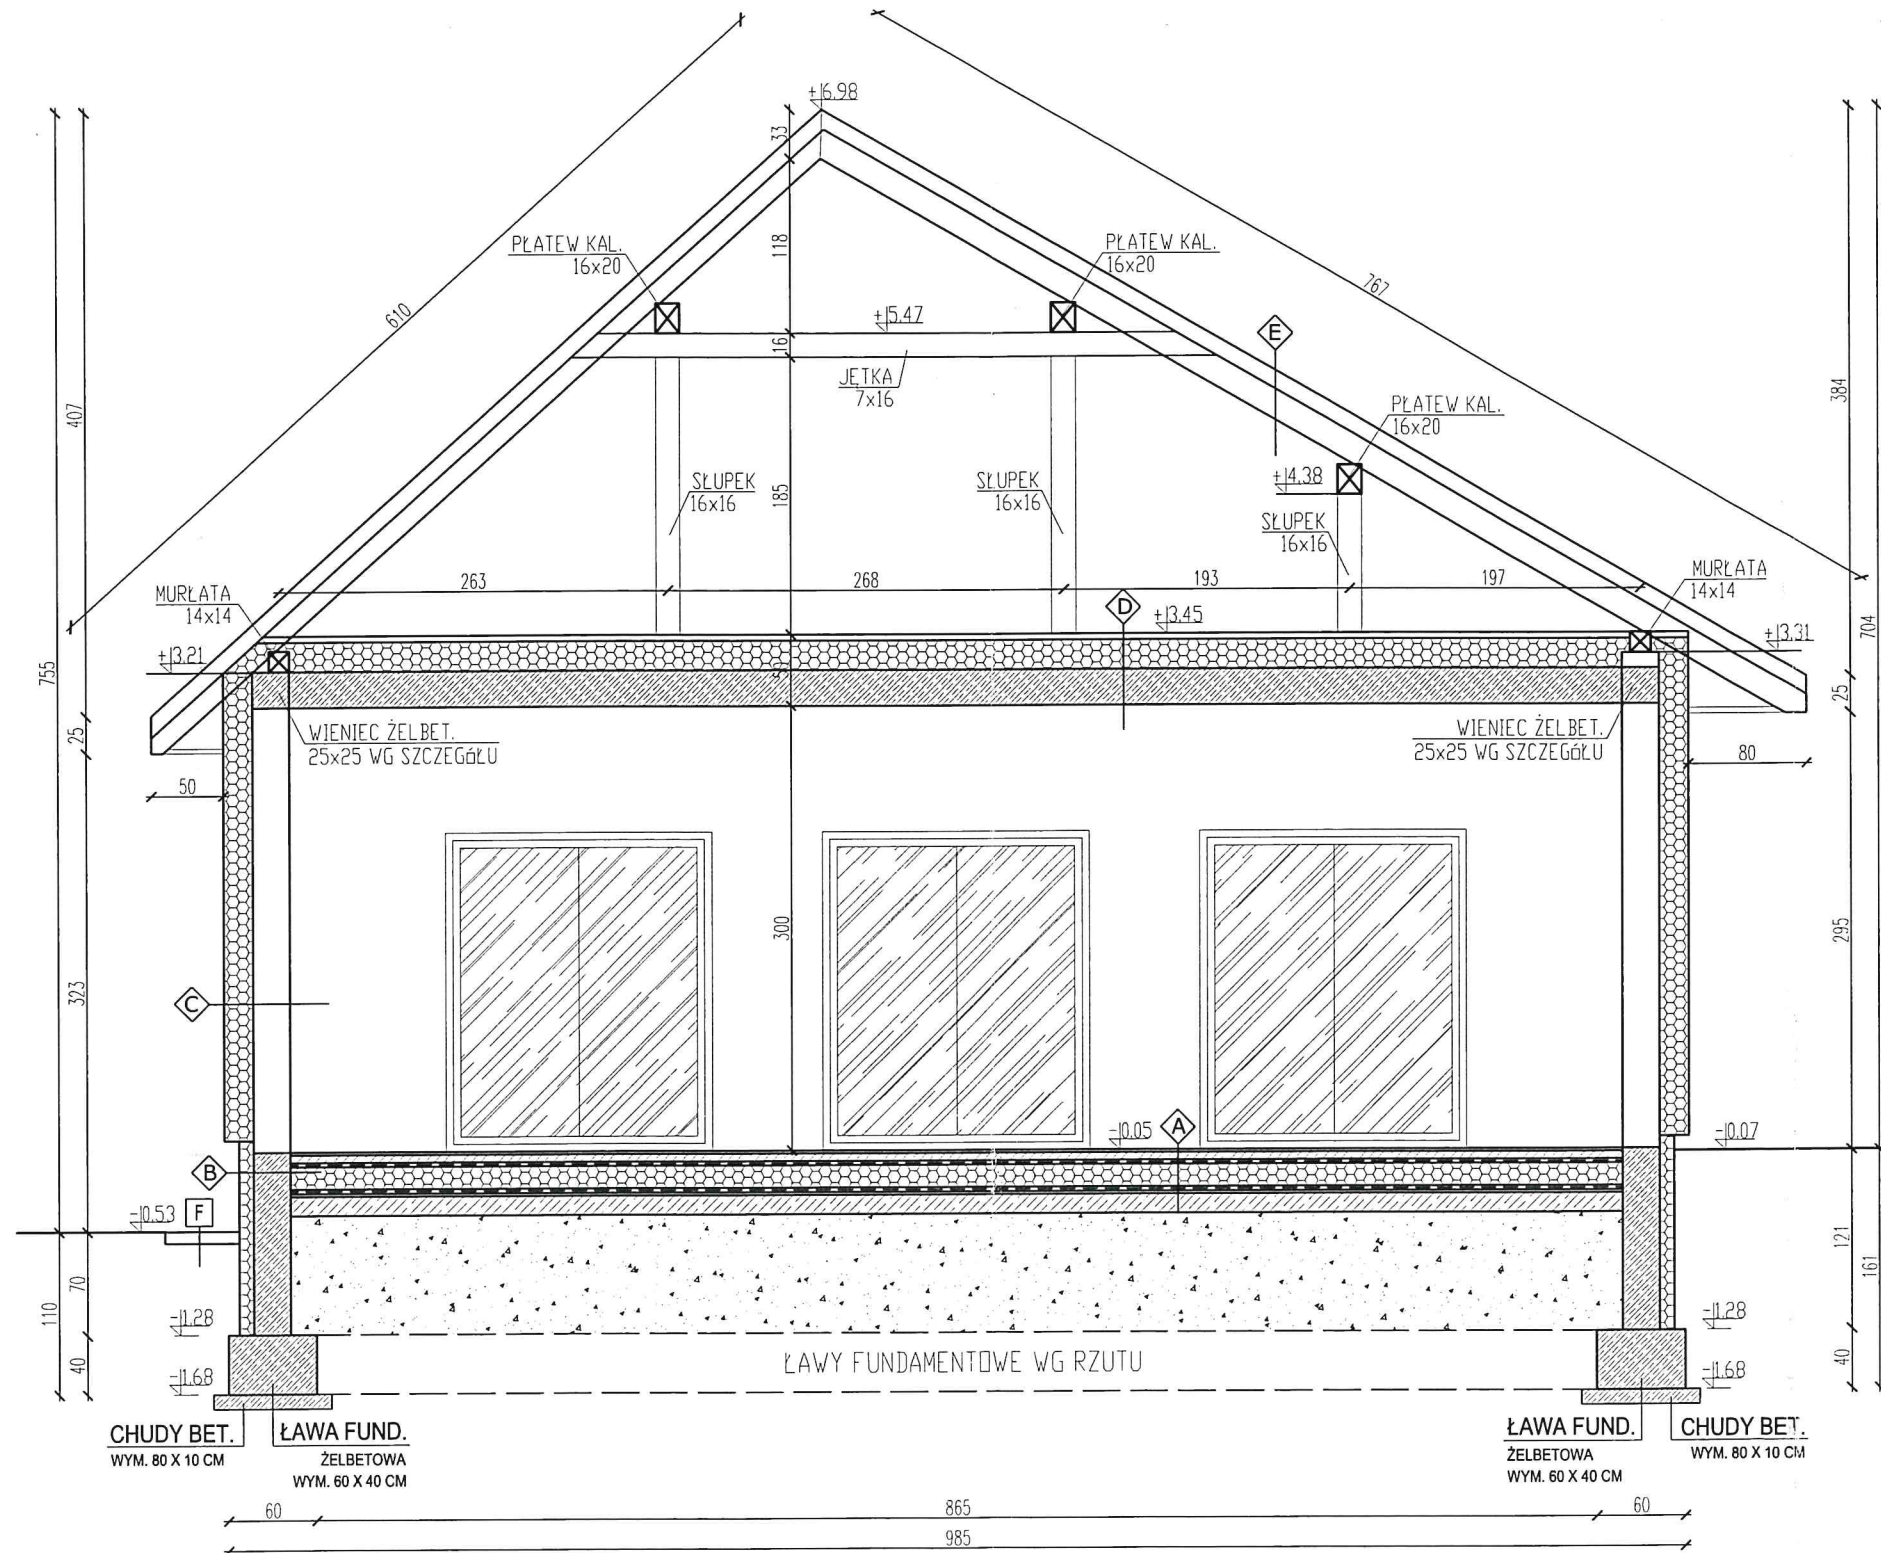 +6.98
33
PŁATEW KAL.
16x20
118
PŁATEW KAL.
16x20
610
767
+5.47
16
E
JĘTKA
7x16
407
384
PŁATEW KAL.
16x20
+4.38
SŁUPEK
16x16
185
SŁUPEK
16x16
SŁUPEK
16x16
263
268
193
197
MURŁATA
14x14
MURŁATA
14x14
D
+3.45
704
+3.21
+3.31
755
25
25
WIENIEC ŻELBET.
25x25 WG SZCZEGÓŁU
WIENIEC ŻELBET.
25x25 WG SZCZEGÓŁU
50
80
300
295
323
C
A
-0.05
-0.07
B
-0.53
F
121
161
70
110
-1.28
-1.28
ŁAWY FUNDAMENTOWE WG RZUTU
40
40
-1.68
-1.68
CHUDY BET.
WYM. 80 X 10 CM
ŁAWA FUND.
ŻELBETOWA
WYM. 60 X 40 CM
ŁAWA FUND.
ŻELBETOWA
WYM. 60 X 40 CM
CHUDY BET.
WYM. 80 X 10 CM
60
865
60
985